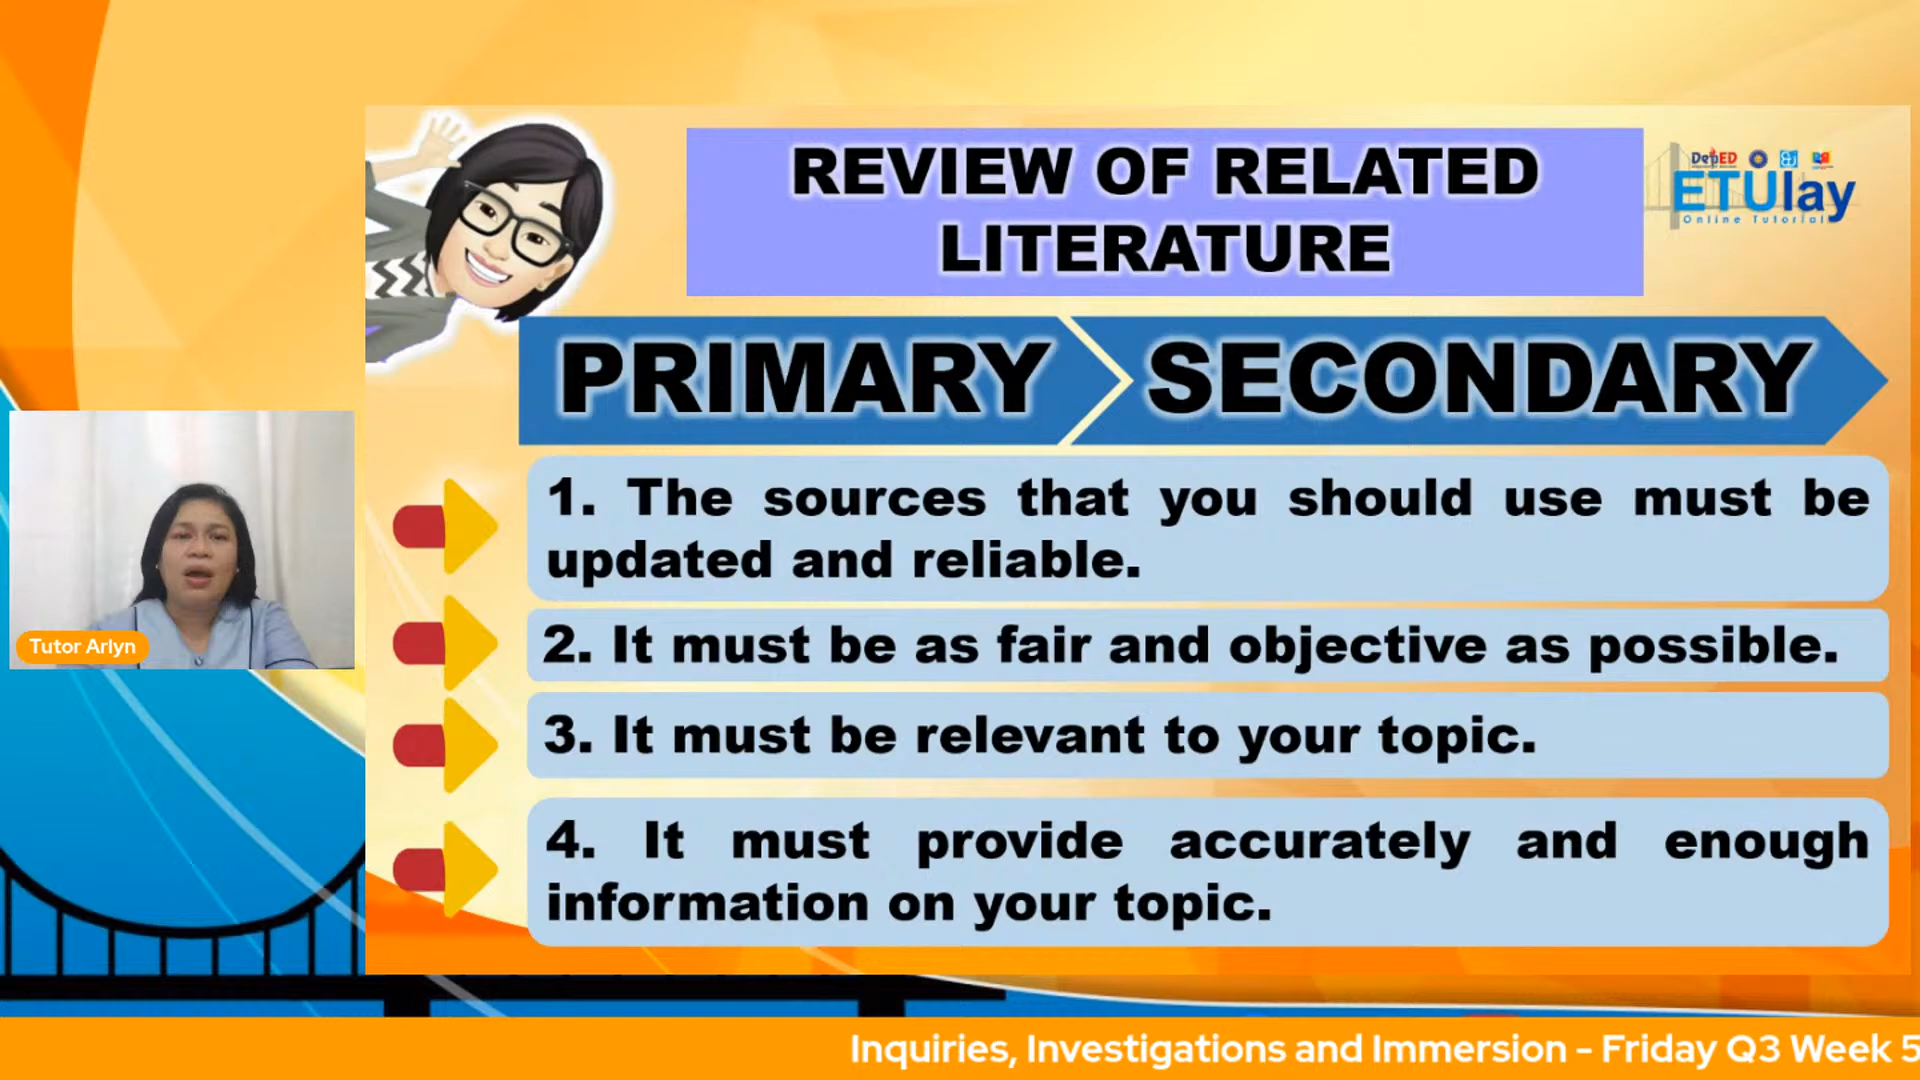 REVIEW OF RELATED
LITERATURE
DepED
ETUlay
Online Tutorial
PRIMARY
SECONDARY
1. The sources that you should use must be
updated and reliable.
2. It must be as fair and objective as possible.
3. It must be relevant to your topic.
4. It must provide accurately and enough
information on your topic.
Tutor Arlyn
Inquiries, Investigations and Immersion - Friday Q3 Week 5